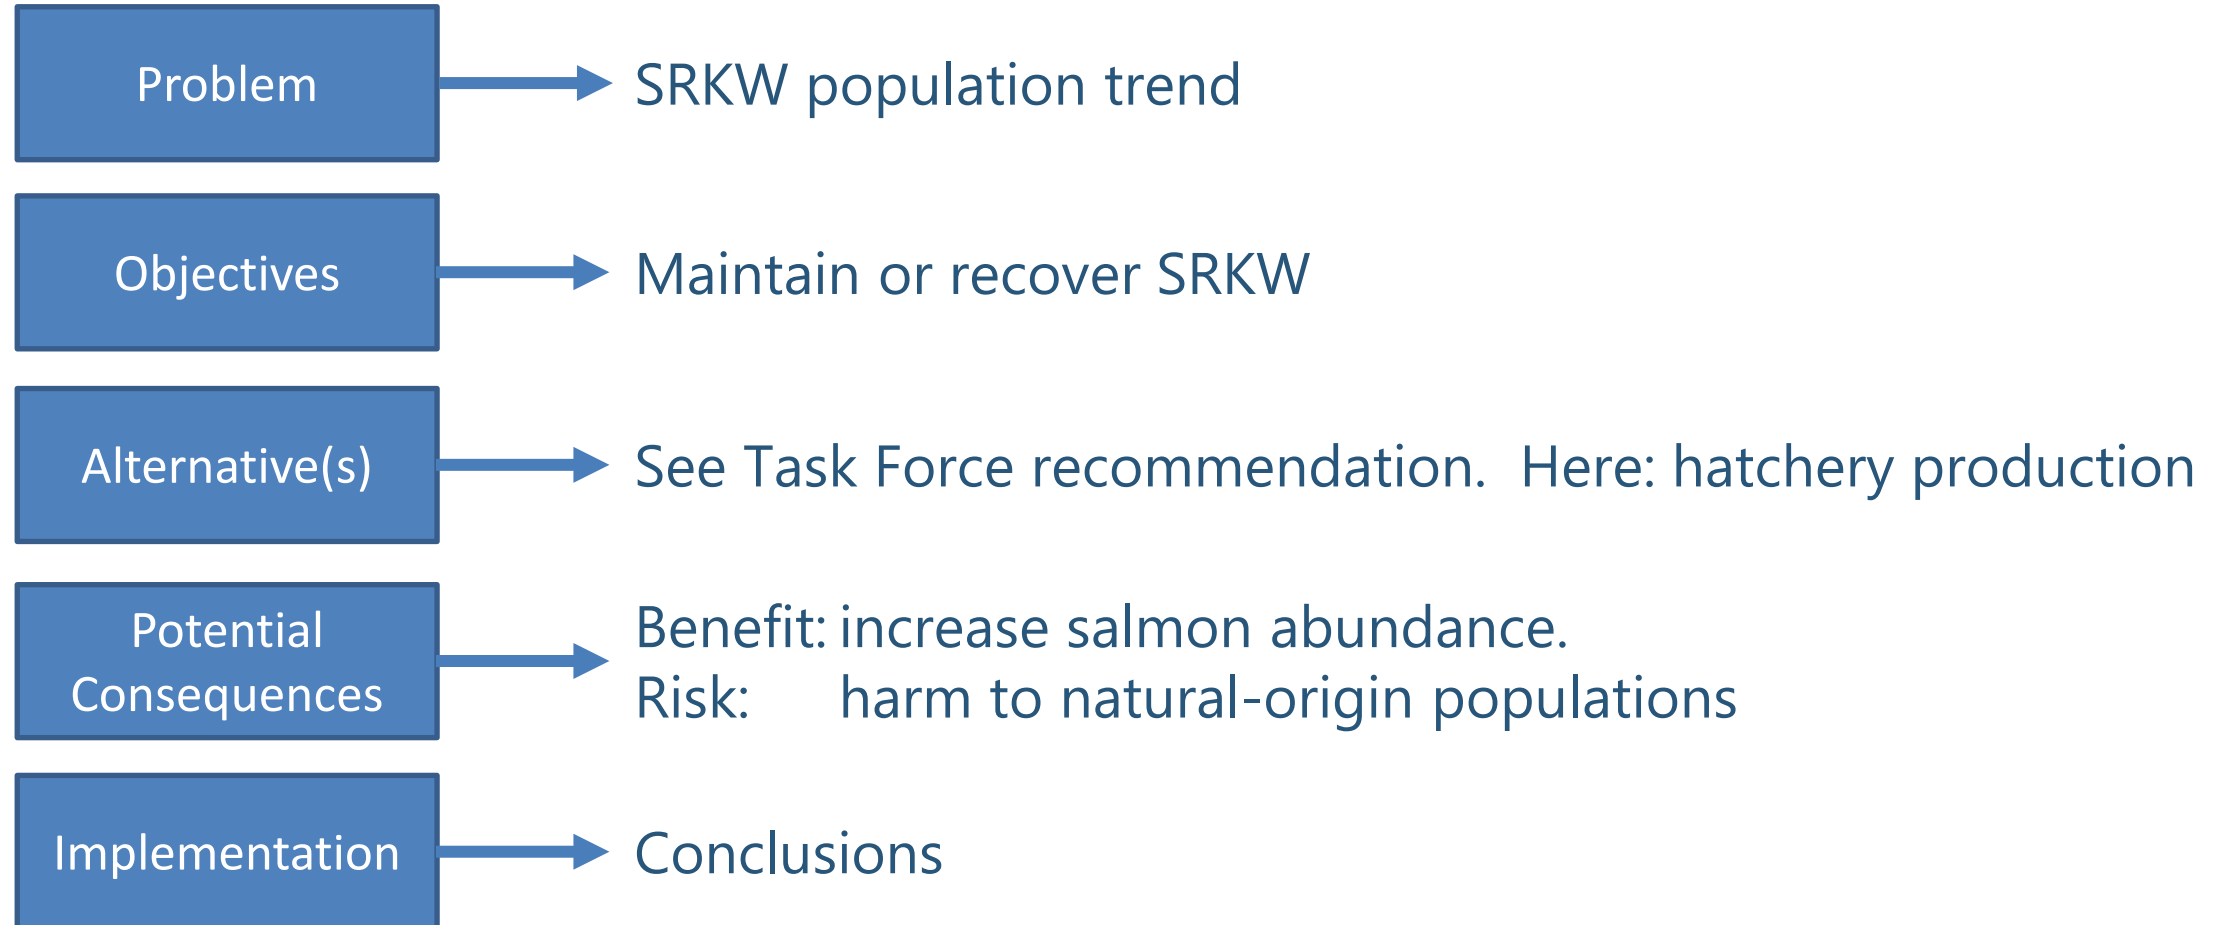 Problem
SRKW population trend
Objectives
Maintain or recover SRKW
Alternative(s)
See Task Force recommendation.  Here: hatchery production
Potential
Consequences
Benefit: increase salmon abundance.
Risk: harm to natural-origin populations
Implementation
Conclusions